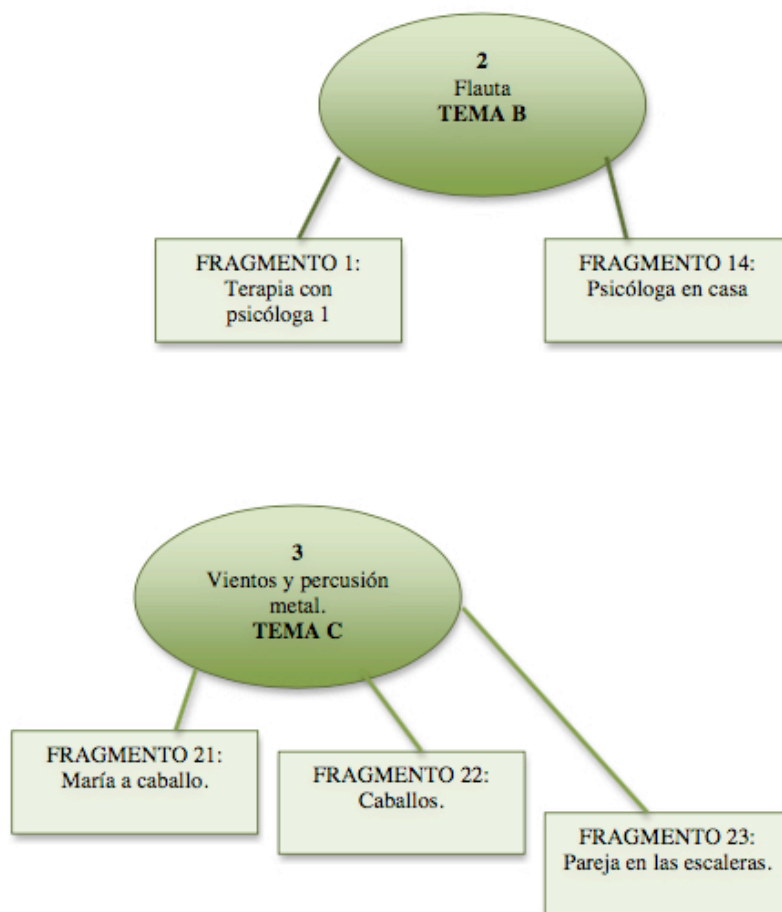 2
Flauta
TEMA B
FRAGMENTO 1:
Terapia con
psicóloga 1
FRAGMENTO 14:
Psicóloga en casa
3
Vientos y percusión
metal.
TEMA C
FRAGMENTO 21:
María a caballo.
FRAGMENTO 22:
Caballos.
FRAGMENTO 23:
Pareja en las escaleras.